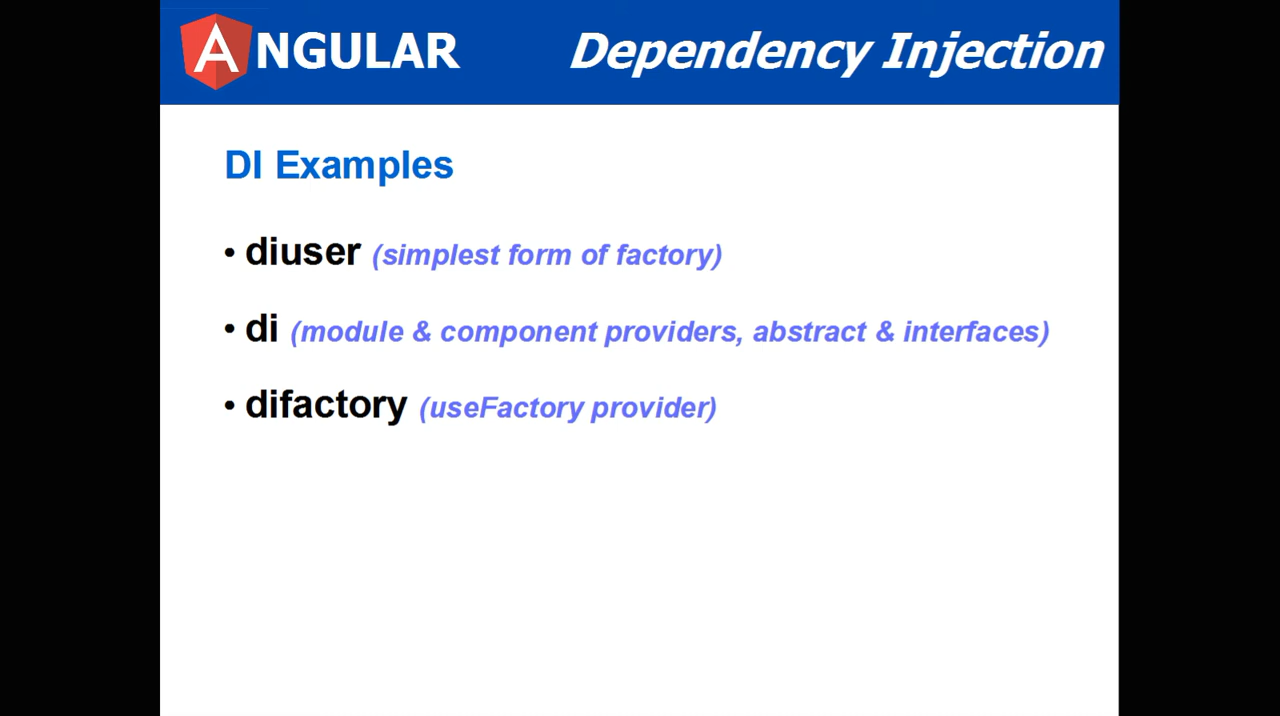 ANGULAR Dependency Injection
DI Examples
• diuser (simplest form of factory)
• di (module & component providers, abstract & interfaces)
• difactory (useFactory provider)